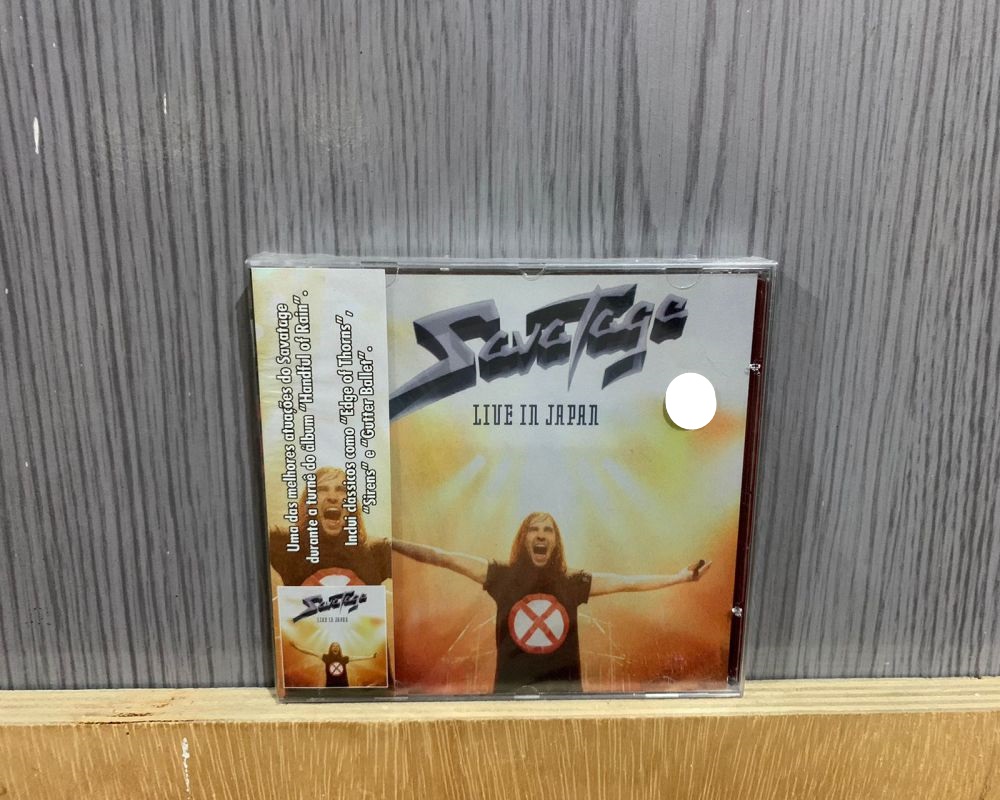 Uma das melhores atuações do Savatage
durante a turnê do álbum "Handful of Rain".
Inclui clássicos como "Edge of Thorns",
"Sirens" e "Gutter Ballet".
Savatage
LIVE IN JAPAN
Savatage
LIVE IN JAPAN